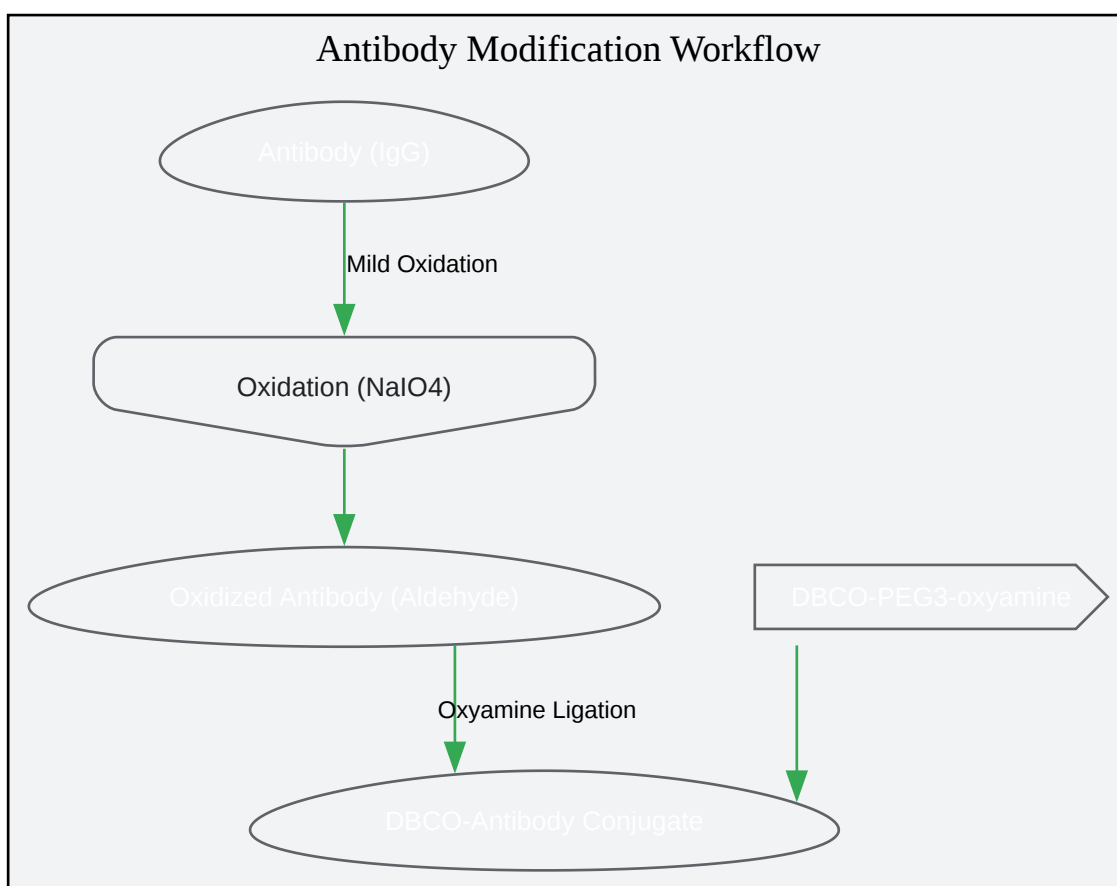 Antibody Modification Workflow
Antibody (IgG)
Mild Oxidation
Oxidation (NaIO4)
Oxidized Antibody (Aldehyde)
DBCO-PEG3-oxyamine
Oxyamine Ligation
DBCO-Antibody Conjugate